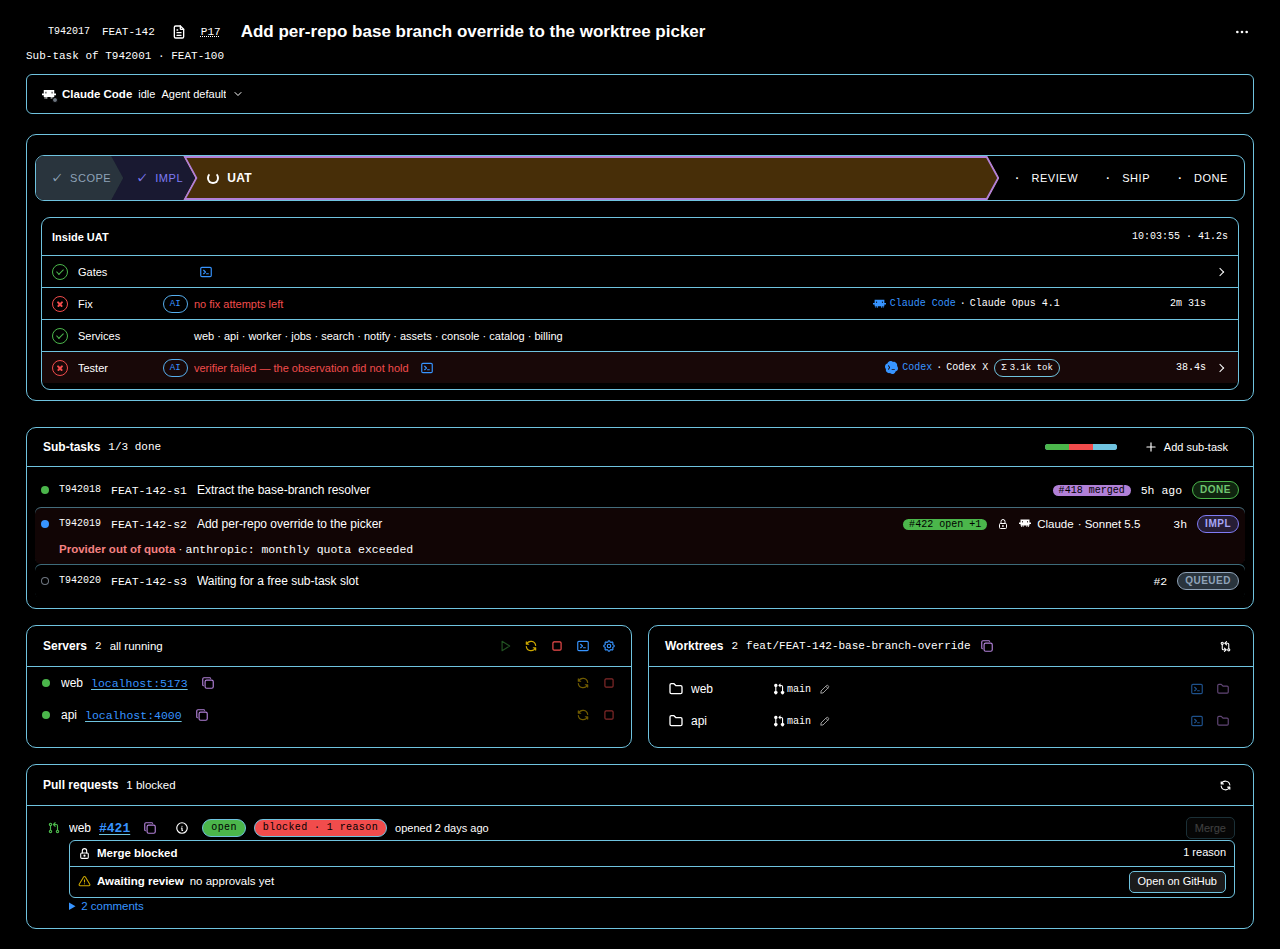 T942017 FEAT-142 P17 Add per-repo base branch override to the worktree picker
Sub-task of T942001 · FEAT-100
Claude Code idle Agent default
SCOPE IMPL UAT · REVIEW · SHIP · DONE
Inside UAT 10:03:55 · 41.2s
Gates
Fix AI no fix attempts left Claude Code · Claude Opus 4.1 2m 31s
Services web · api · worker · jobs · search · notify · assets · console · catalog · billing
Tester AI verifier failed — the observation did not hold Codex · Codex X Σ 3.1k tok 38.4s
Sub-tasks 1/3 done Add sub-task
T942018 FEAT-142-s1 Extract the base-branch resolver #418 merged 5h ago DONE
T942019 FEAT-142-s2 Add per-repo override to the picker #422 open +1 Claude · Sonnet 5.5 3h IMPL
Provider out of quota · anthropic: monthly quota exceeded
T942020 FEAT-142-s3 Waiting for a free sub-task slot #2 QUEUED
Servers 2 all running
web localhost:5173
api localhost:4000
Worktrees 2 feat/FEAT-142-base-branch-override
web main
api main
Pull requests 1 blocked
web #421 open blocked · 1 reason opened 2 days ago Merge
Merge blocked 1 reason
Awaiting review no approvals yet Open on GitHub
2 comments